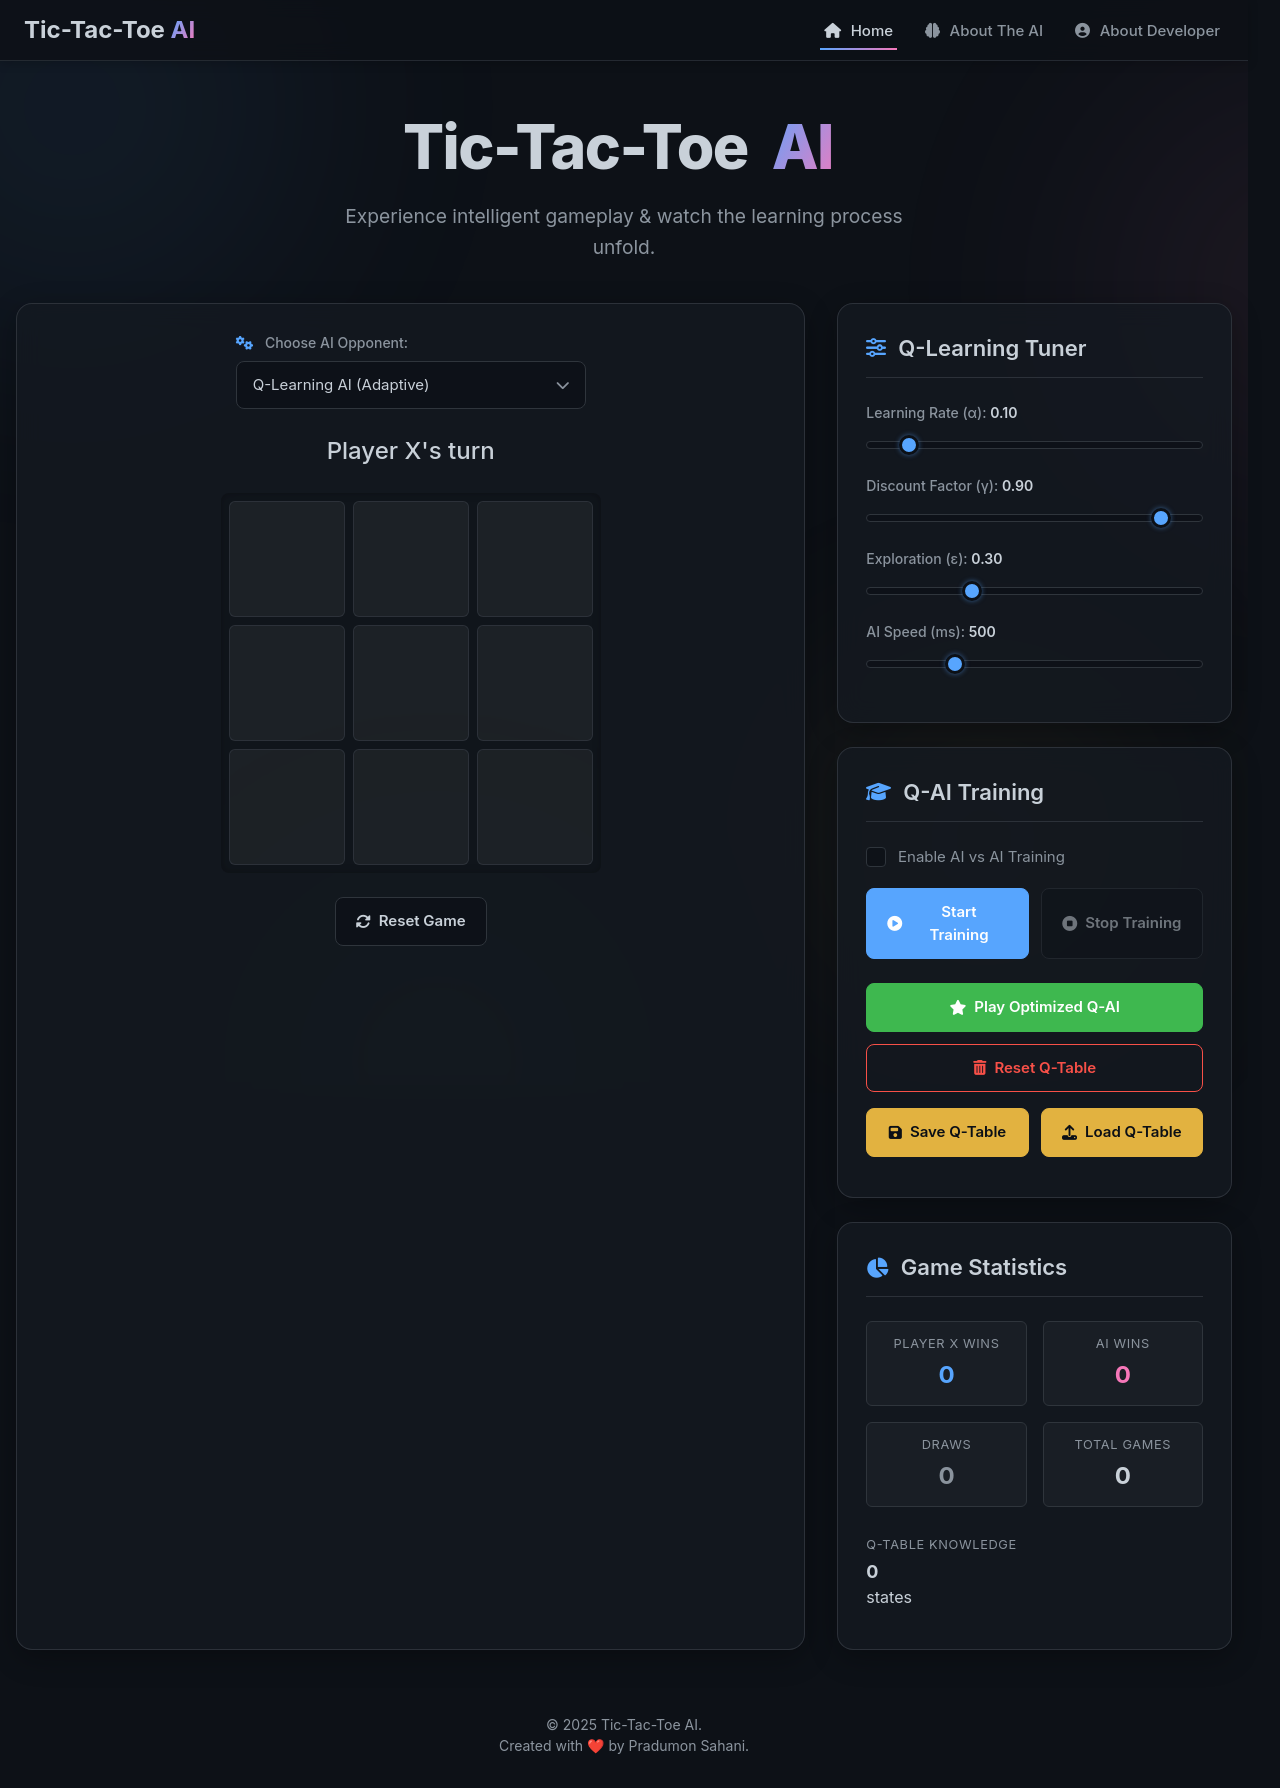 Tic-Tac-Toe AI
Home
About The AI
About Developer
Tic-Tac-Toe AI
Experience intelligent gameplay & watch the learning process
unfold.
Choose AI Opponent:
Q-Learning AI (Adaptive)
Player X's turn
Reset Game
Q-Learning Tuner
Learning Rate (α): 0.10
Discount Factor (γ): 0.90
Exploration (ε): 0.30
AI Speed (ms): 500
Q-AI Training
Enable AI vs AI Training
Start
Training
Stop Training
Play Optimized Q-AI
Reset Q-Table
Save Q-Table
Load Q-Table
Game Statistics
PLAYER X WINS
0
AI WINS
0
DRAWS
0
TOTAL GAMES
0
Q-TABLE KNOWLEDGE
0
states
© 2025 Tic-Tac-Toe AI.
Created with ❤️ by Pradumon Sahani.